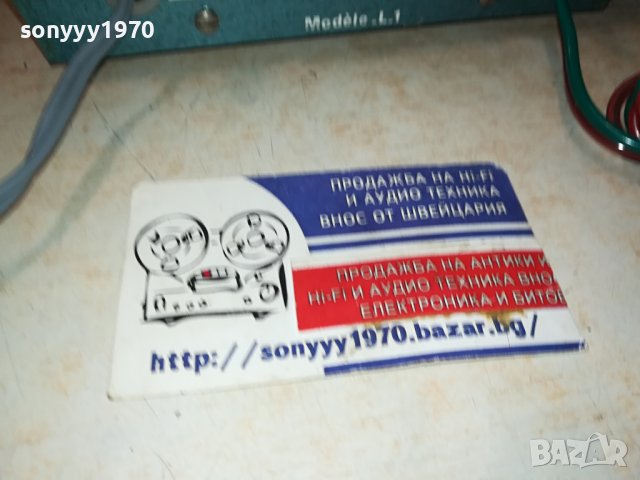 sonyyy1970
Modèle L.1
ПРОДАЖБА НА HI-FI
И АУДИО ТЕХНИКА
ВНОС ОТ ШВЕЙЦАРИЯ
ПРОДАЖБА НА АНТИКИ И
HI-FI И АУДИО ТЕХНИКА ВНО
ЕЛЕКТРОНИКА И БИТОВ
http://sonyyy1970.bazar.bg/
BAZAR.bg